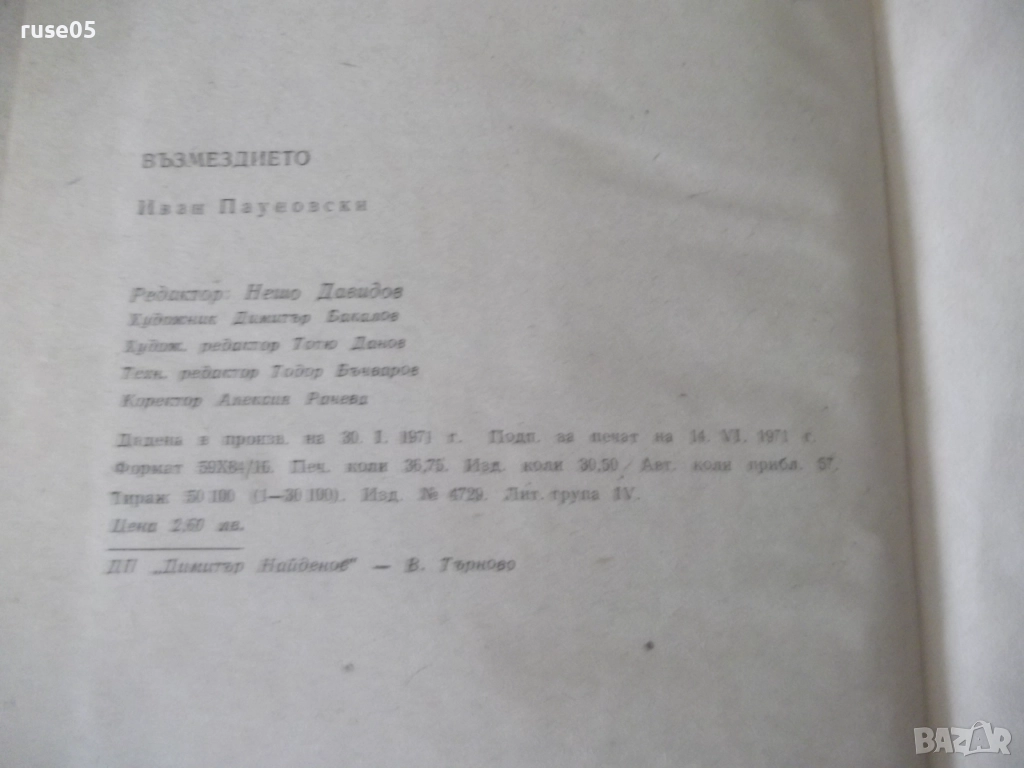 ruse05
ВЪЗМЕЗДИЕТО
Иван Пауновски
Редактор: Нешо Давидов
Художник Димитър Бакалов
Худож. редактор Тотю Данов
Техн. редактор Тодор Бъчваров
Коректор Алексия Ранева
Дадена в произв. на 30. I. 1971 г. Подп. за печат на 14. VI. 1971 г.
Формат 59X84/16. Печ. коли 36,75. Изд. коли 30,50 Авт. коли прибл. 57.
Тираж 50 100 (1—30 100). Изд. № 4729. Лит. група IV.
Цена 2,60 лв.
ДП „Димитър Найденов" — В. Търново
BAZAR